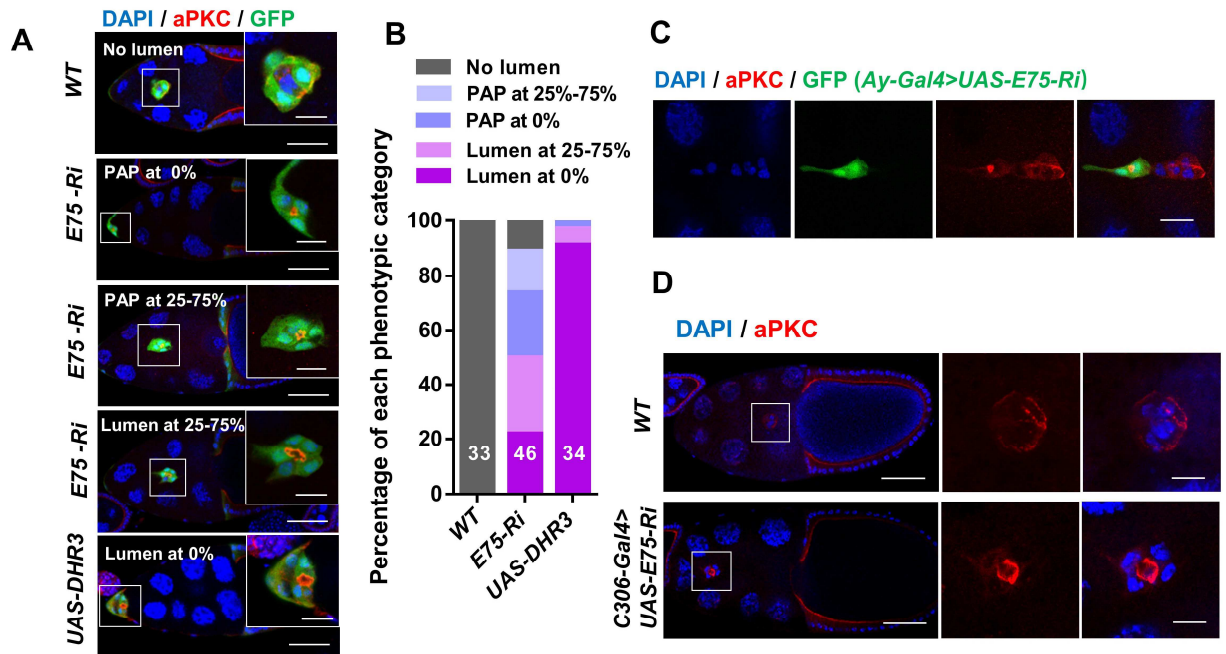 A
DAPI / aPKC / GFP
WT
No lumen
E75 -Ri
PAP at 0%
E75 -Ri
PAP at 25-75%
E75 -Ri
Lumen at 25-75%
UAS-DHR3
Lumen at 0%
B
No lumen
PAP at 25%-75%
PAP at 0%
Lumen at 25-75%
Lumen at 0%
Percentage of each phenotypic category
100
80
60
40
20
0
33
46
34
WT
E75-Ri
UAS-DHR3
C
DAPI / aPKC / GFP (Ay-Gal4>UAS-E75-Ri)
D
DAPI / aPKC
WT
C306-Gal4>
UAS-E75-Ri